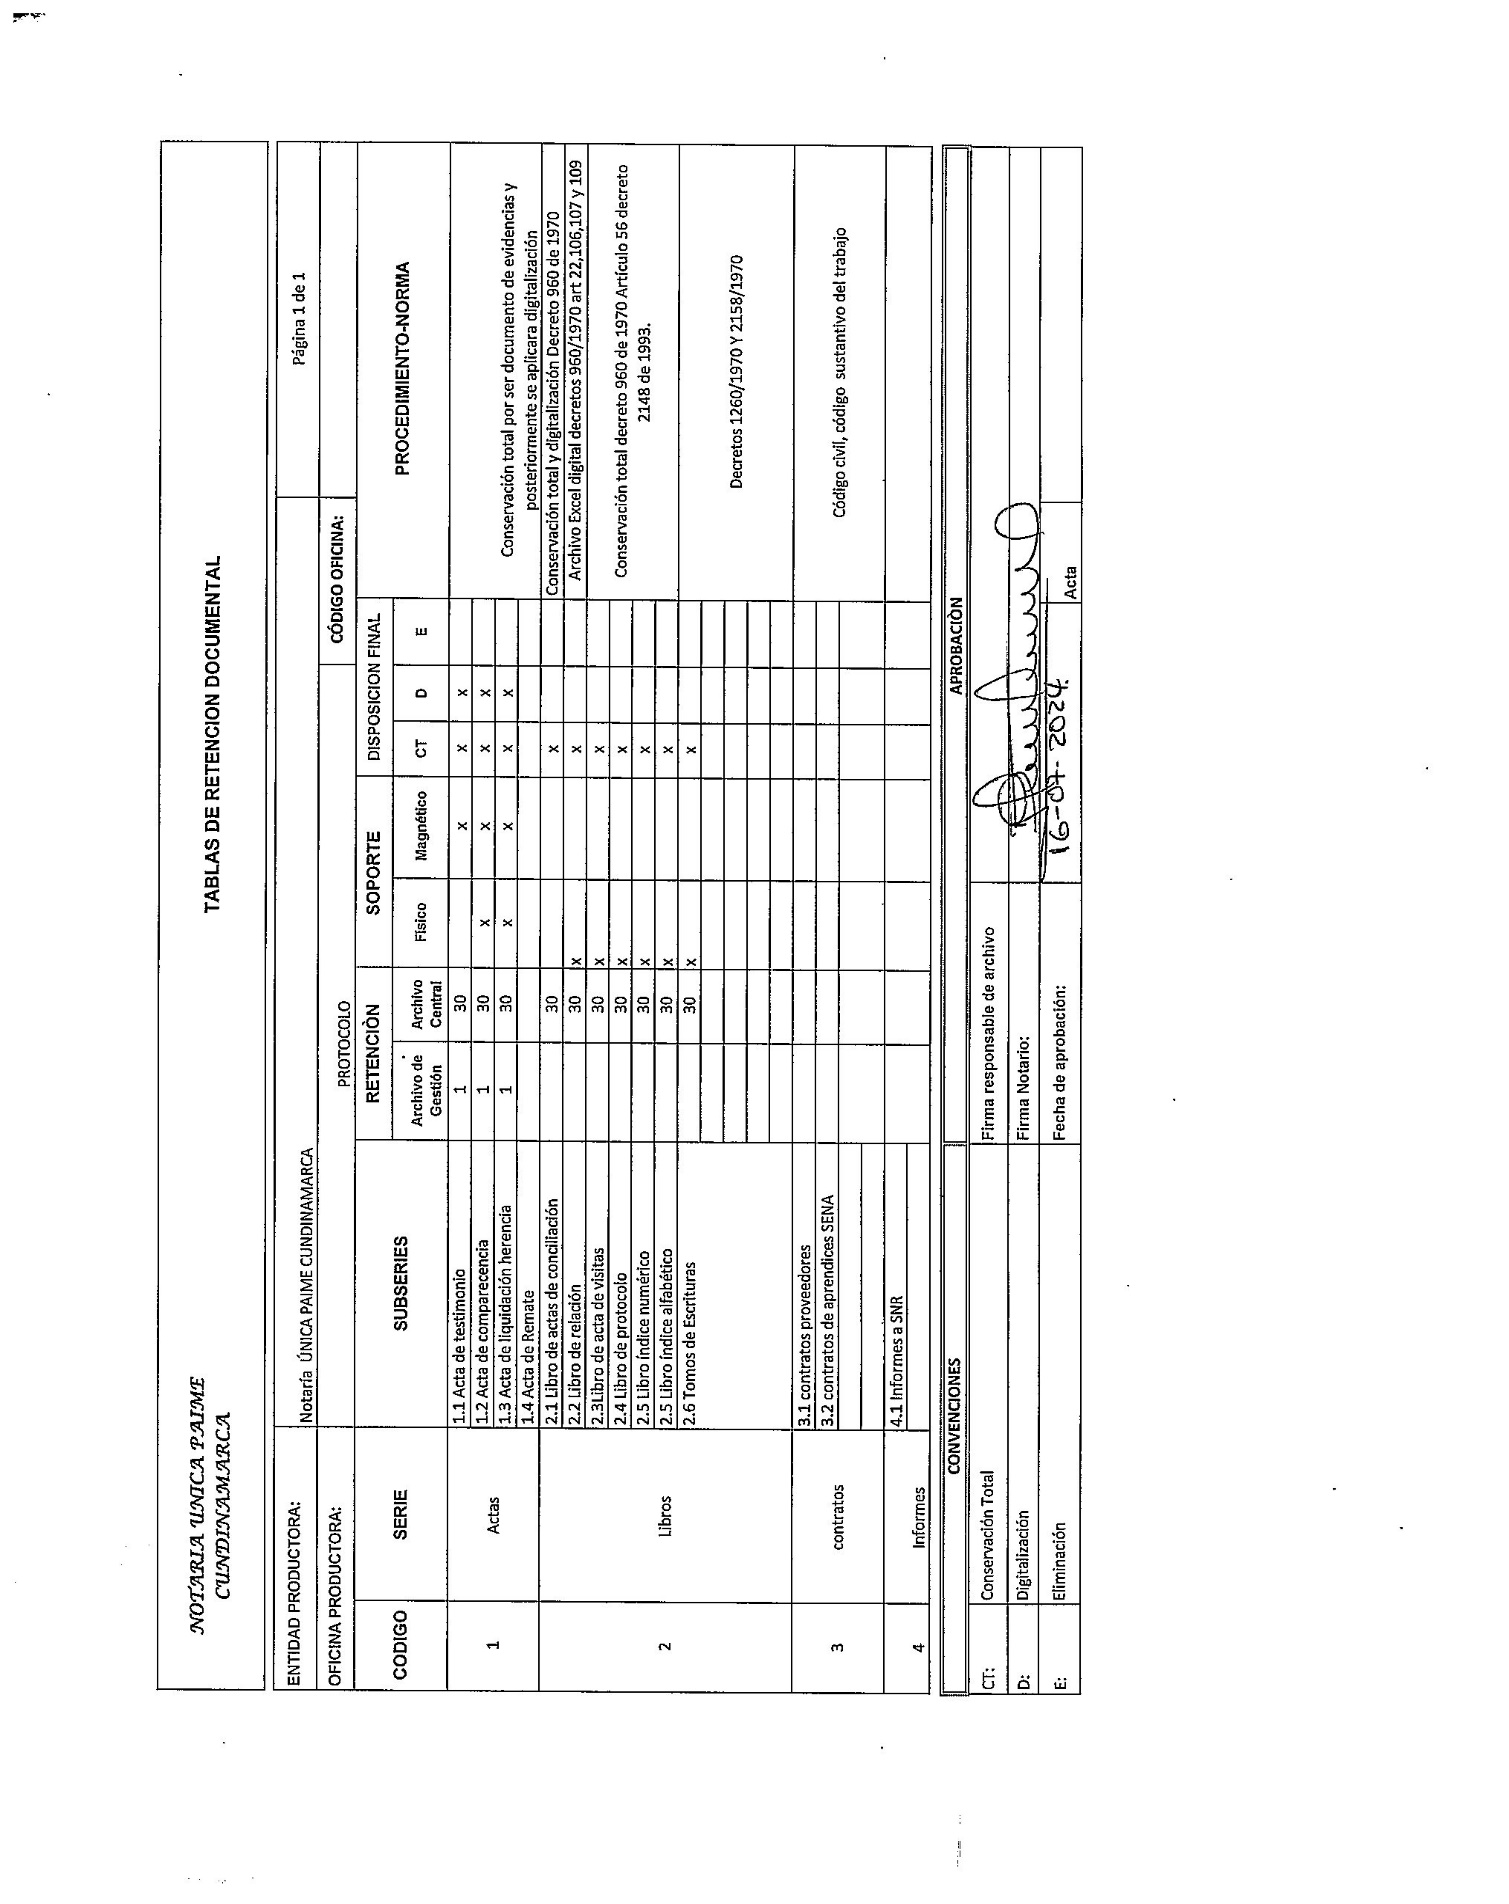 NOTARIA UNICA PAIME
CUNDINAMARCA
TABLAS DE RETENCION DOCUMENTAL
ENTIDAD PRODUCTORA: Notaría ÚNICA PAIME CUNDINAMARCA Página 1 de 1
OFICINA PRODUCTORA: PROTOCOLO CÓDIGO OFICINA:
CODIGO SERIE SUBSERIES RETENCIÒN SOPORTE DISPOSICION FINAL PROCEDIMIENTO-NORMA
Archivo de Gestión Archivo Central Físico Magnético CT D E
1 Actas
1.1 Acta de testimonio 1 30 x x x
1.2 Acta de comparecencia 1 30 x x x x
1.3 Acta de liquidación herencia 1 30 x x x x
1.4 Acta de Remate
Conservación total por ser documento de evidencias y
posteriormente se aplicara digitalización
2 Libros
2.1 Libro de actas de conciliación 30 x Conservación total y digitalización Decreto 960 de 1970
2.2 Libro de relación 30 x x Archivo Excel digital decretos 960/1970 art 22,106,107 y 109
2.3Libro de acta de visitas 30 x x
2.4 Libro de protocolo 30 x x
2.5 Libro índice numérico 30 x x
2.5 Libro índice alfabético 30 x x
Conservación total decreto 960 de 1970 Artículo 56 decreto
2148 de 1993.
2.6 Tomos de Escrituras 30 x x
Decretos 1260/1970 Y 2158/1970
3 contratos
3.1 contratos proveedores
3.2 contratos de aprendices SENA
Código civil, código sustantivo del trabajo
4 Informes
4.1 Informes a SNR
CONVENCIONES APROBACIÒN
CT: Conservación Total Firma responsable de archivo
D: Digitalización Firma Notario:
E: Eliminación Fecha de aprobación: 16-07-2024. Acta